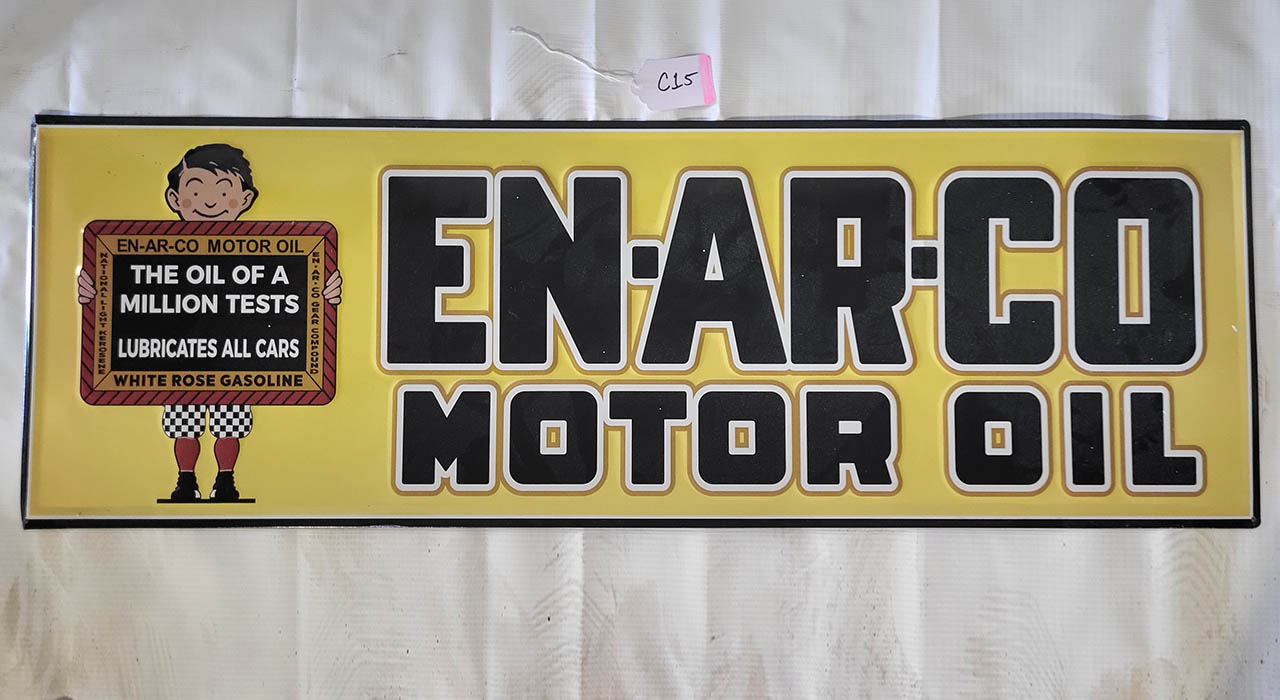 C15
EN-AR-CO MOTOR OIL
THE OIL OF A
MILLION TESTS
LUBRICATES ALL CARS
NATIONAL LIGHT KEROSENE
EN-AR-CO GEAR COMPOUND
WHITE ROSE GASOLINE
EN-AR-CO
MOTOR OIL